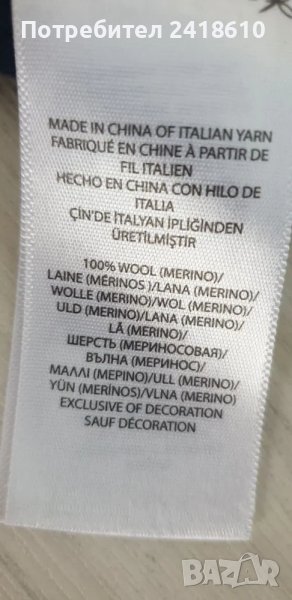 Потребител 2418610
MADE IN CHINA OF ITALIAN YARN
FABRIQUÉ EN CHINE À PARTIR DE
FIL ITALIEN
HECHO EN CHINA CON HILO DE
ITALIA
ÇİN'DE İTALYAN İPLİĞİNDEN
ÜRETİLMİŞTİR
100% WOOL (MERINO)/
LAINE (MÉRINOS )/LANA (MERINO)/
WOLLE (MERINO)/WOL (MERINO)/
ULD (MERINO)/LANA (MERINO)/
LÃ (MERINO)/
ШЕРСТЬ (МЕРИНОСОВАЯ)/
ВЪЛНА (МЕРИНОС)/
ΜΑΛΛΙ (ΜΕΡΙΝΟ)/ULL (MERINO)/
YÜN (MERİNOS)/VLNA (MERINO)
EXCLUSIVE OF DECORATION
SAUF DÉCORATION
BAZAR